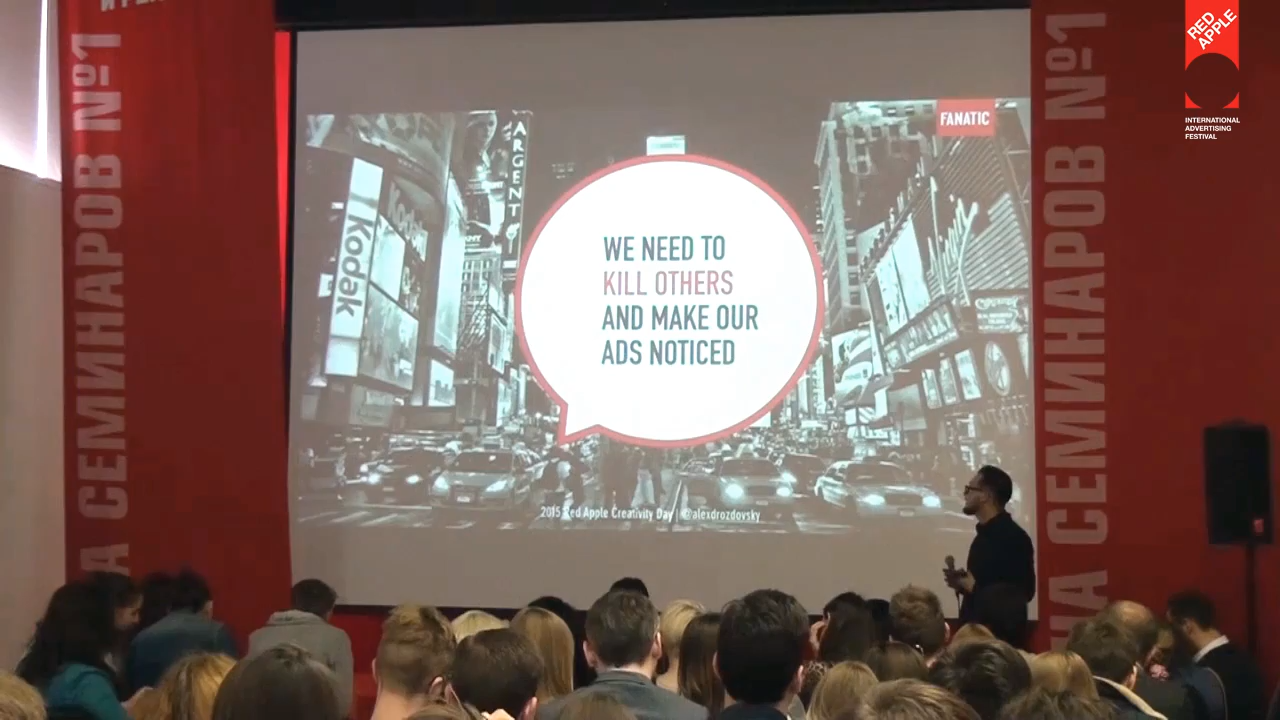 RED
APPLE
INTERNATIONAL
ADVERTISING
FESTIVAL
СЕМИНАРОВ №1
FANATIC
ARGENT
Kodak
Kodak
WE NEED TO
KILL OTHERS
AND MAKE OUR
ADS NOTICED
2015 Red Apple Creativity Day | @alexdrozdovsky
НА СЕМИНАРОВ №1